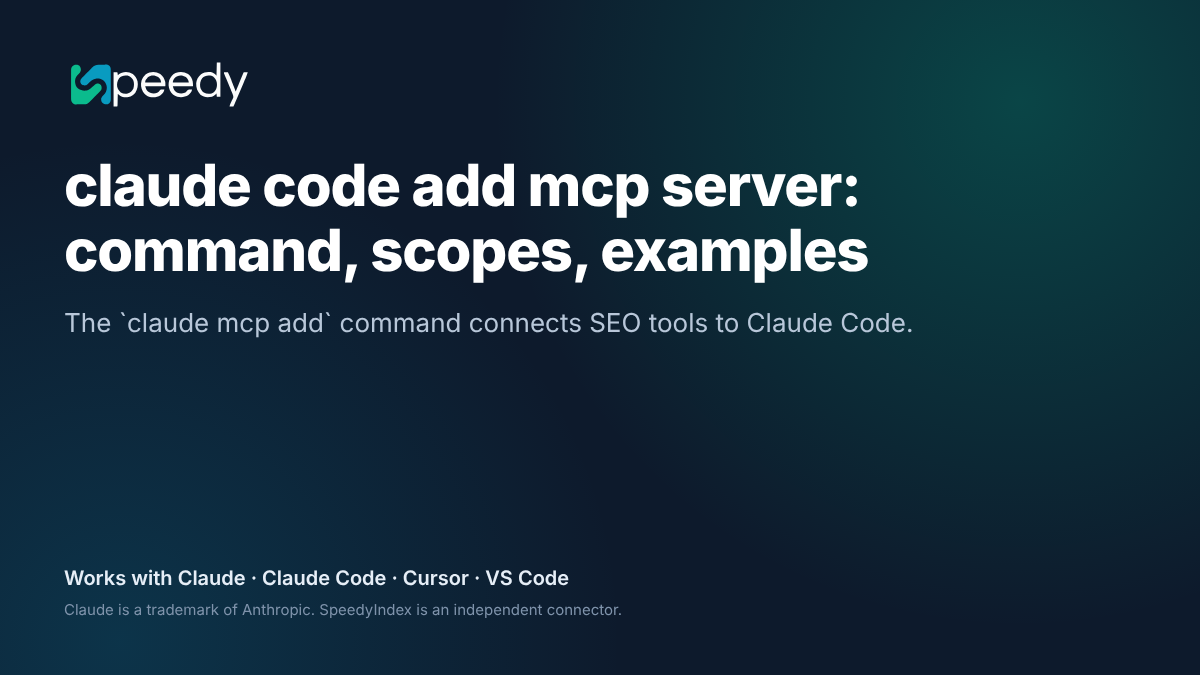 Speedy
claude code add mcp server:
command, scopes, examples
The `claude mcp add` command connects SEO tools to Claude Code.
Works with Claude · Claude Code · Cursor · VS Code
Claude is a trademark of Anthropic. SpeedyIndex is an independent connector.